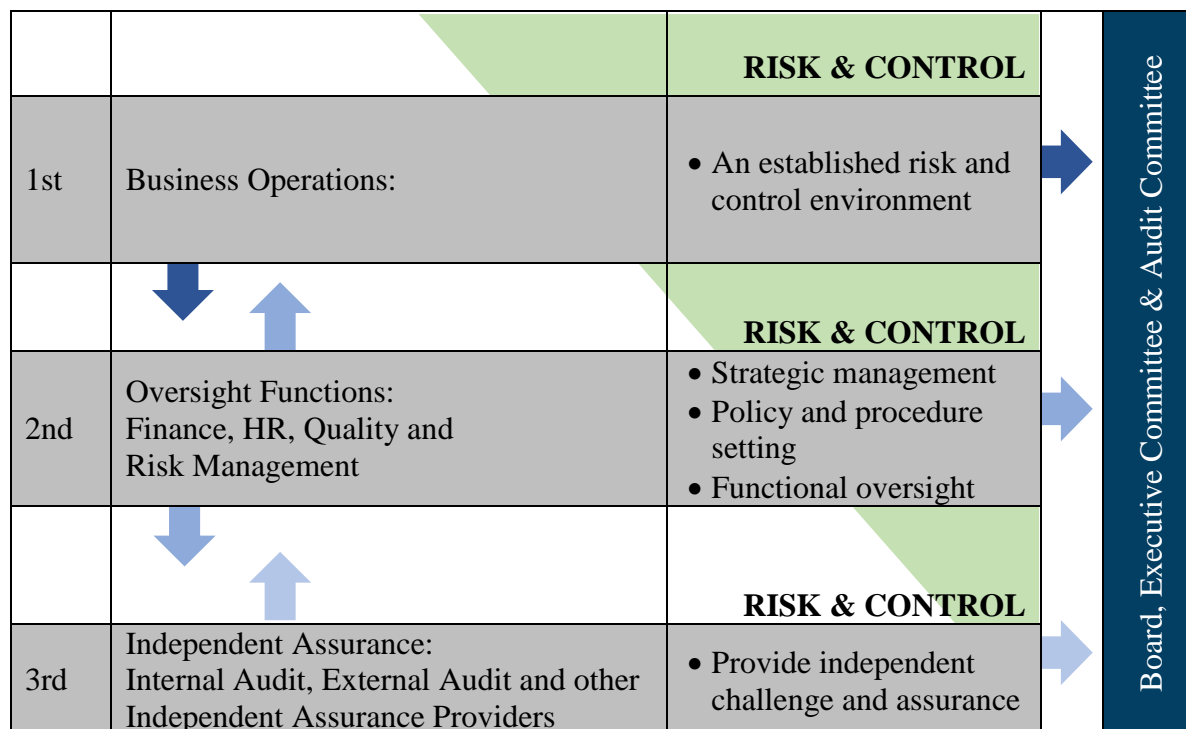 RISK & CONTROL
1st
Business Operations:
• An established risk and
control environment
RISK & CONTROL
2nd
Oversight Functions:
Finance, HR, Quality and
Risk Management
• Strategic management
• Policy and procedure
setting
• Functional oversight
RISK & CONTROL
3rd
Independent Assurance:
Internal Audit, External Audit and other
Independent Assurance Providers
• Provide independent
challenge and assurance
Board, Executive Committee & Audit Committee